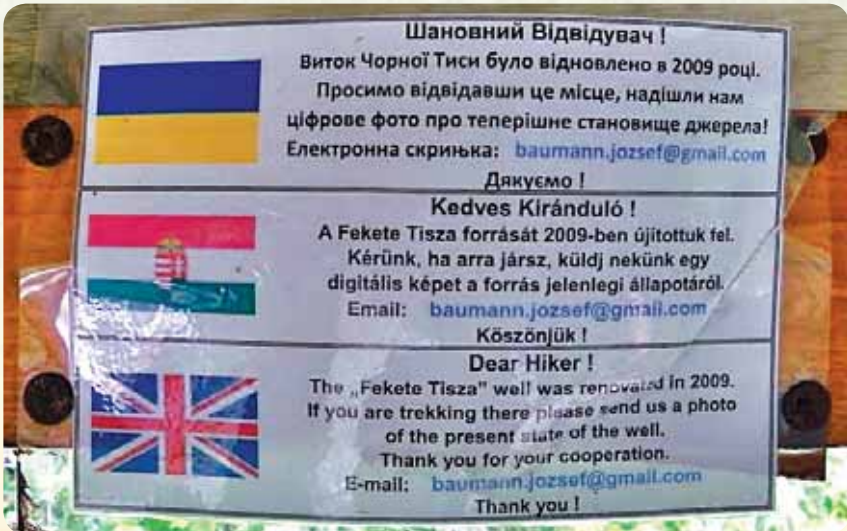 Шановний Відвідувач !
Виток Чорної Тиси було відновлено в 2009 році.
Просимо відвідавши це місце, надішли нам
ціфрове фото про теперішне становище джерела!
Електронна скринька: baumann.jozsef@gmail.com
Дякуємо !
Kedves Kiránduló !
A Fekete Tisza forrását 2009-ben újítottuk fel.
Kérünk, ha arra jársz, küldj nekünk egy
digitális képet a forrás jelenlegi állapotáról.
Email: baumann.jozsef@gmail.com
Köszönjük !
Dear Hiker !
The „Fekete Tisza" well was renovated in 2009.
If you are trekking there please send us a photo
of the present state of the well.
Thank you for your cooperation.
E-mail: baumann.jozsef@gmail.com
Thank you !